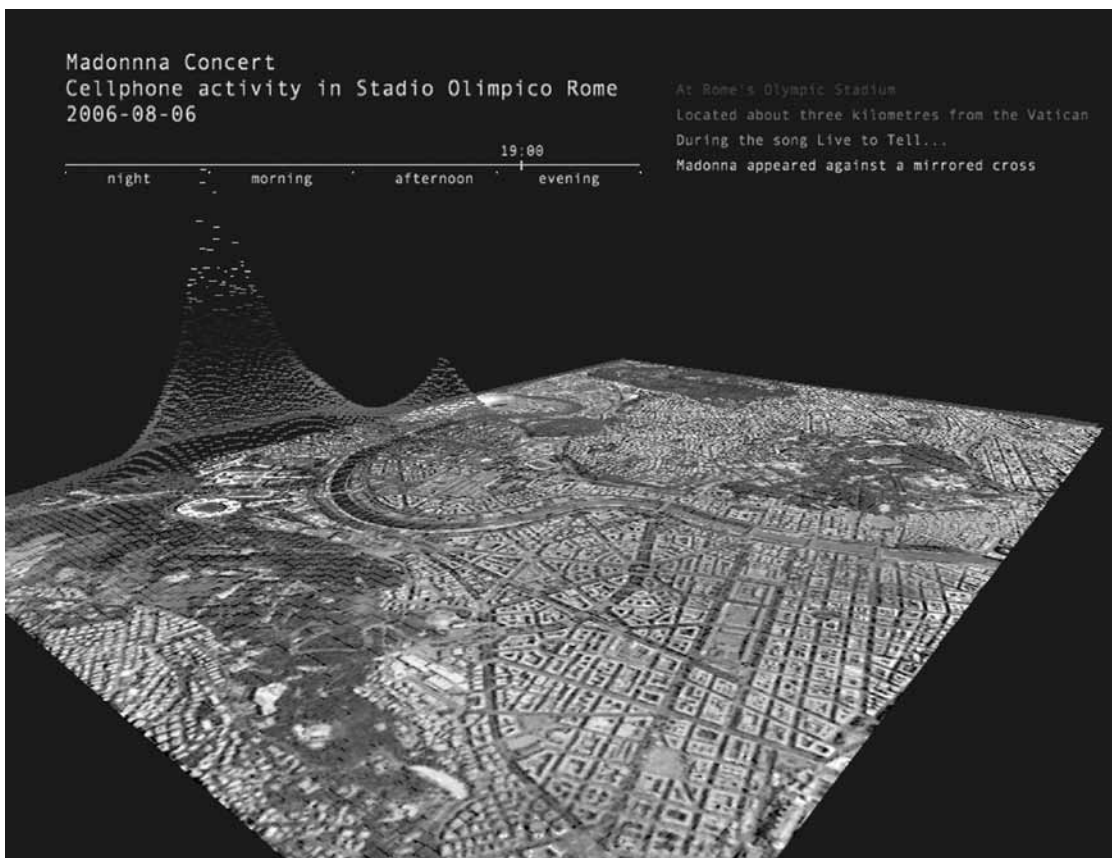 Madonnna Concert
Cellphone activity in Stadio Olimpico Rome
2006-08-06
19:00
night morning afternoon evening
At Rome's Olympic Stadium
Located about three kilometres from the Vatican
During the song Live to Tell...
Madonna appeared against a mirrored cross